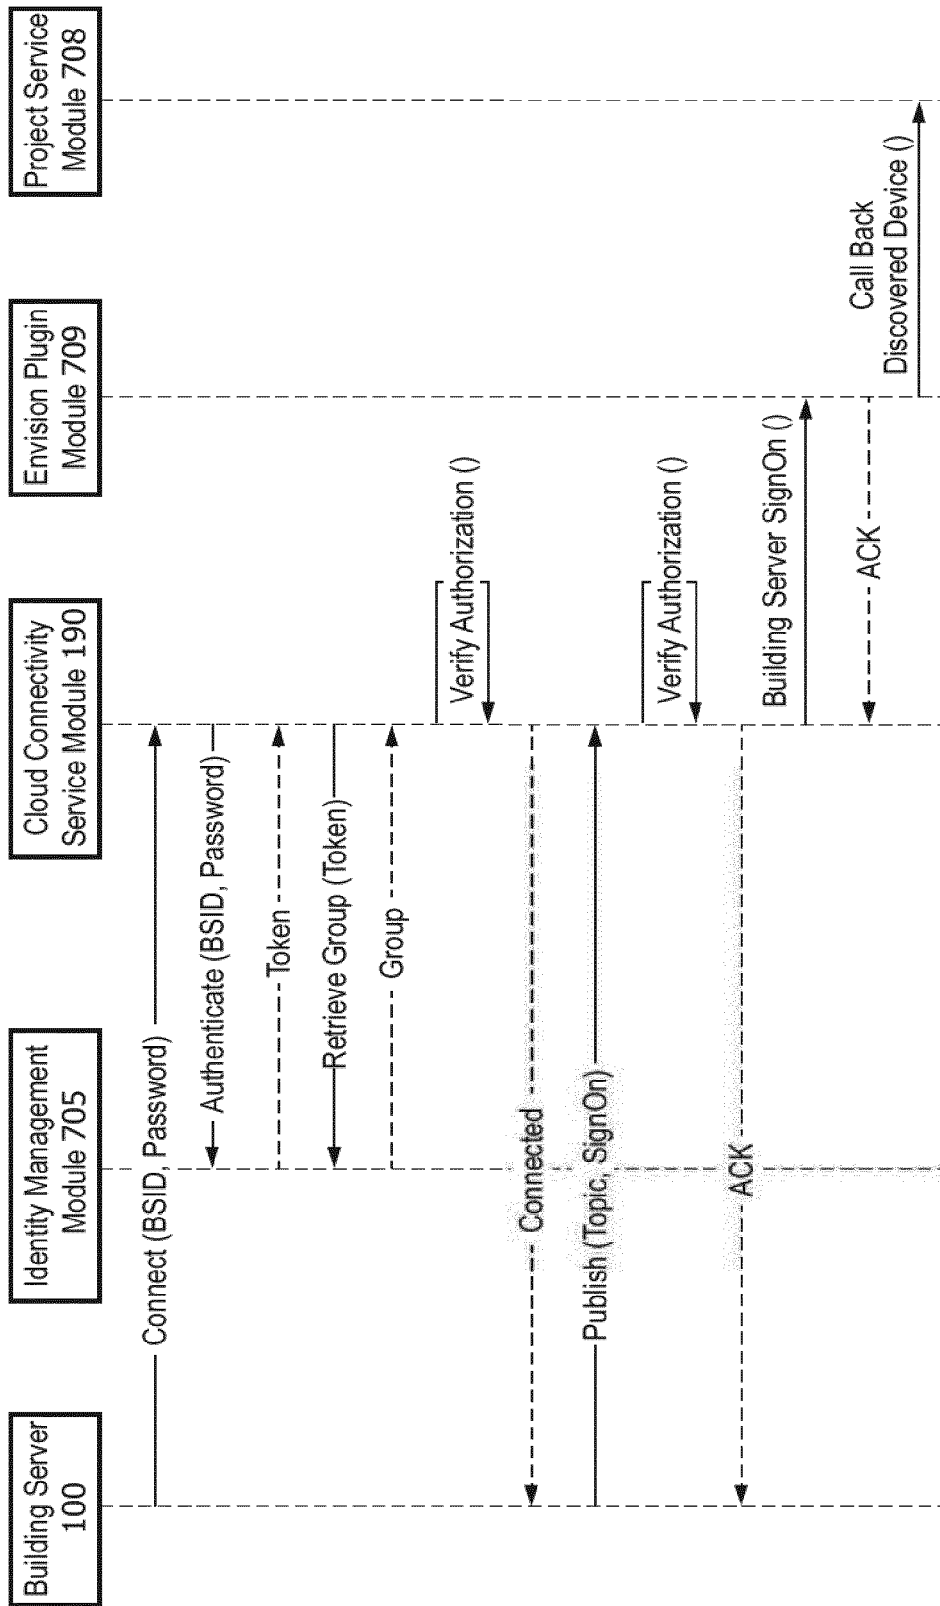 Building Server
100
Identity Management
Module 705
Cloud Connectivity
Service Module 190
Envision Plugin
Module 709
Project Service
Module 708
Connect (BSID, Password)
Authenticate (BSID, Password)
Token
Retrieve Group (Token)
Group
Verify Authorization ()
Connected
Publish (Topic, SignOn)
Verify Authorization ()
ACK
Building Server SignOn ()
ACK
Call Back
Discovered Device ()